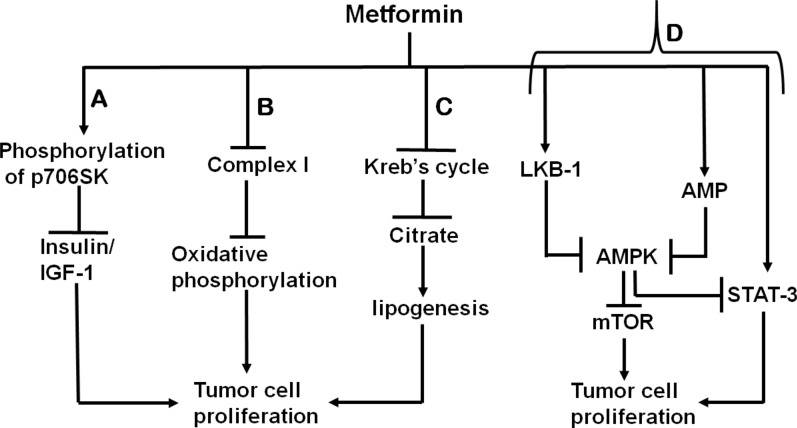 Metformin
D
A
B
C
Phosphorylation
of p706SK
Complex I
Kreb's cycle
LKB-1
AMP
Insulin/
IGF-1
Oxidative
phosphorylation
Citrate
AMPK
lipogenesis
STAT-3
mTOR
Tumor cell
proliferation
Tumor cell
proliferation